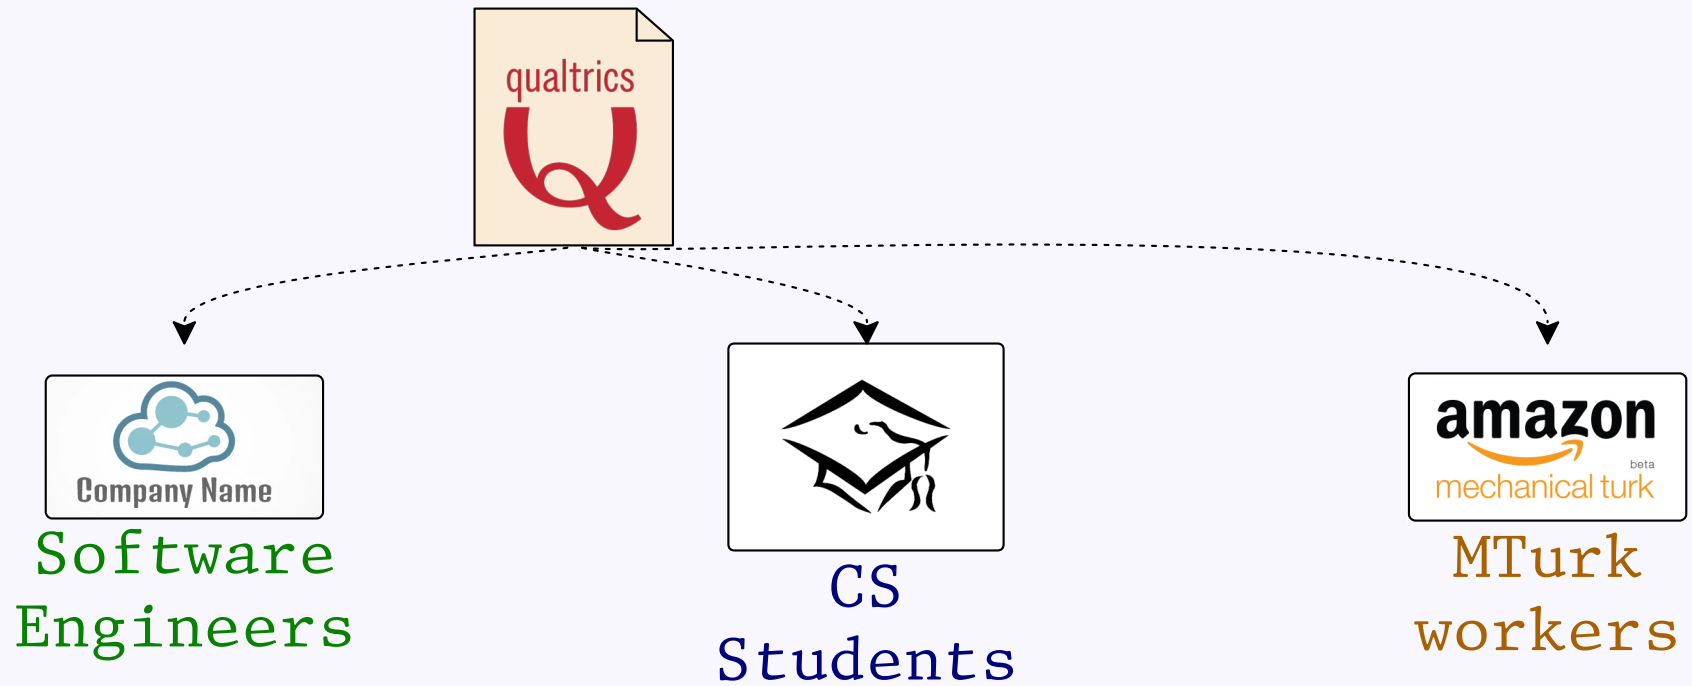 qualtrics
Company Name
Software
Engineers
CS
Students
amazon
beta
mechanical turk
MTurk
workers